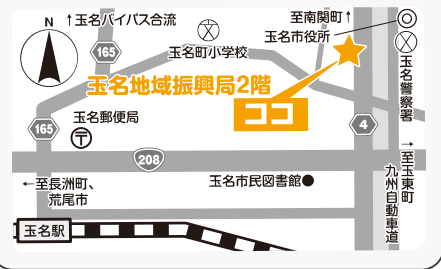 N
↑玉名バイパス合流
至南関町↑
玉名市役所
165
玉名町小学校
玉名地域振興局2階
ココ
玉名警察署
165
玉名郵便局
4
208
→至玉東町
←至長洲町、
荒尾市
玉名市民図書館
九州自動車道
玉名駅